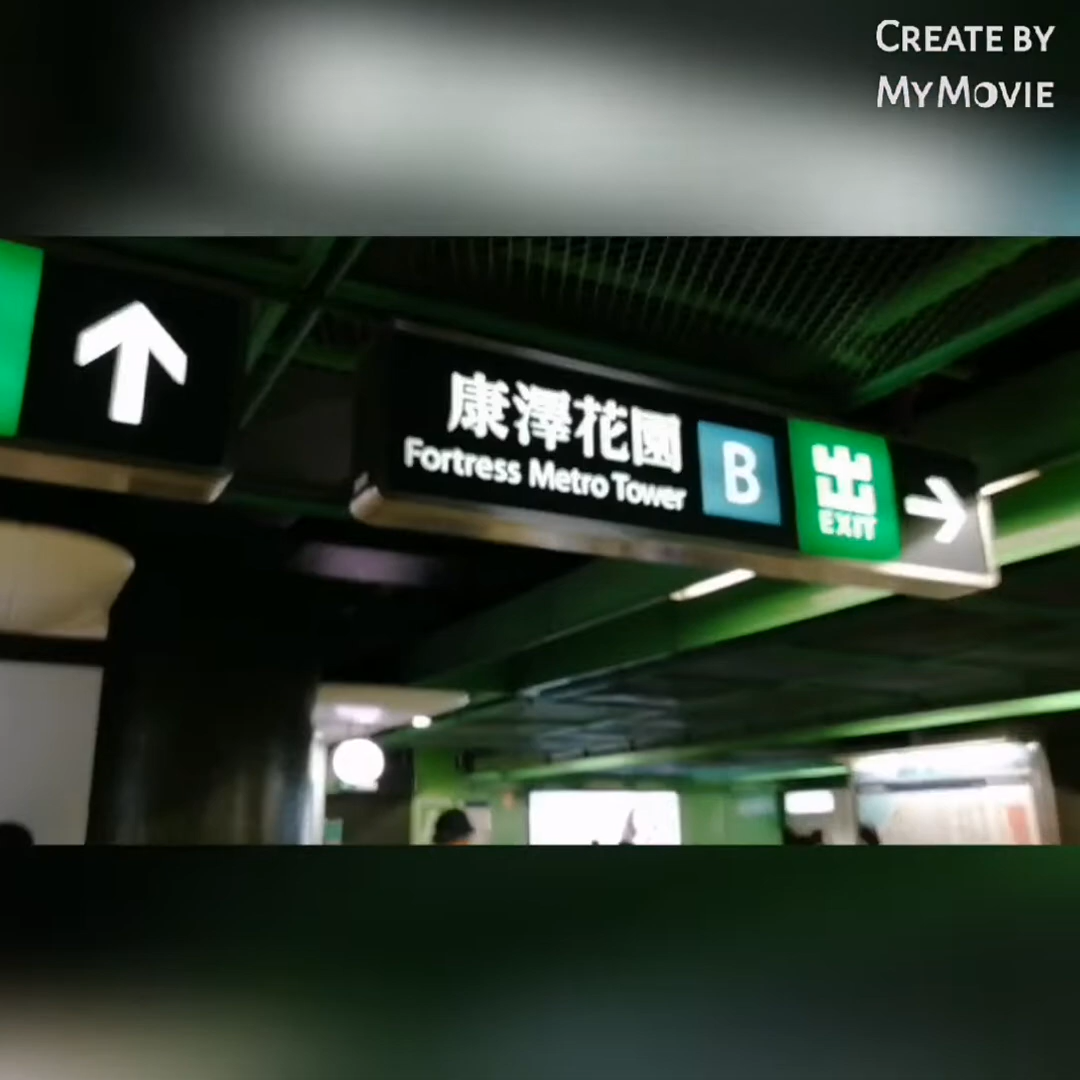 CREATE BY
MYMOVIE
康澤花園
Fortress Metro Tower
B
出
EXIT